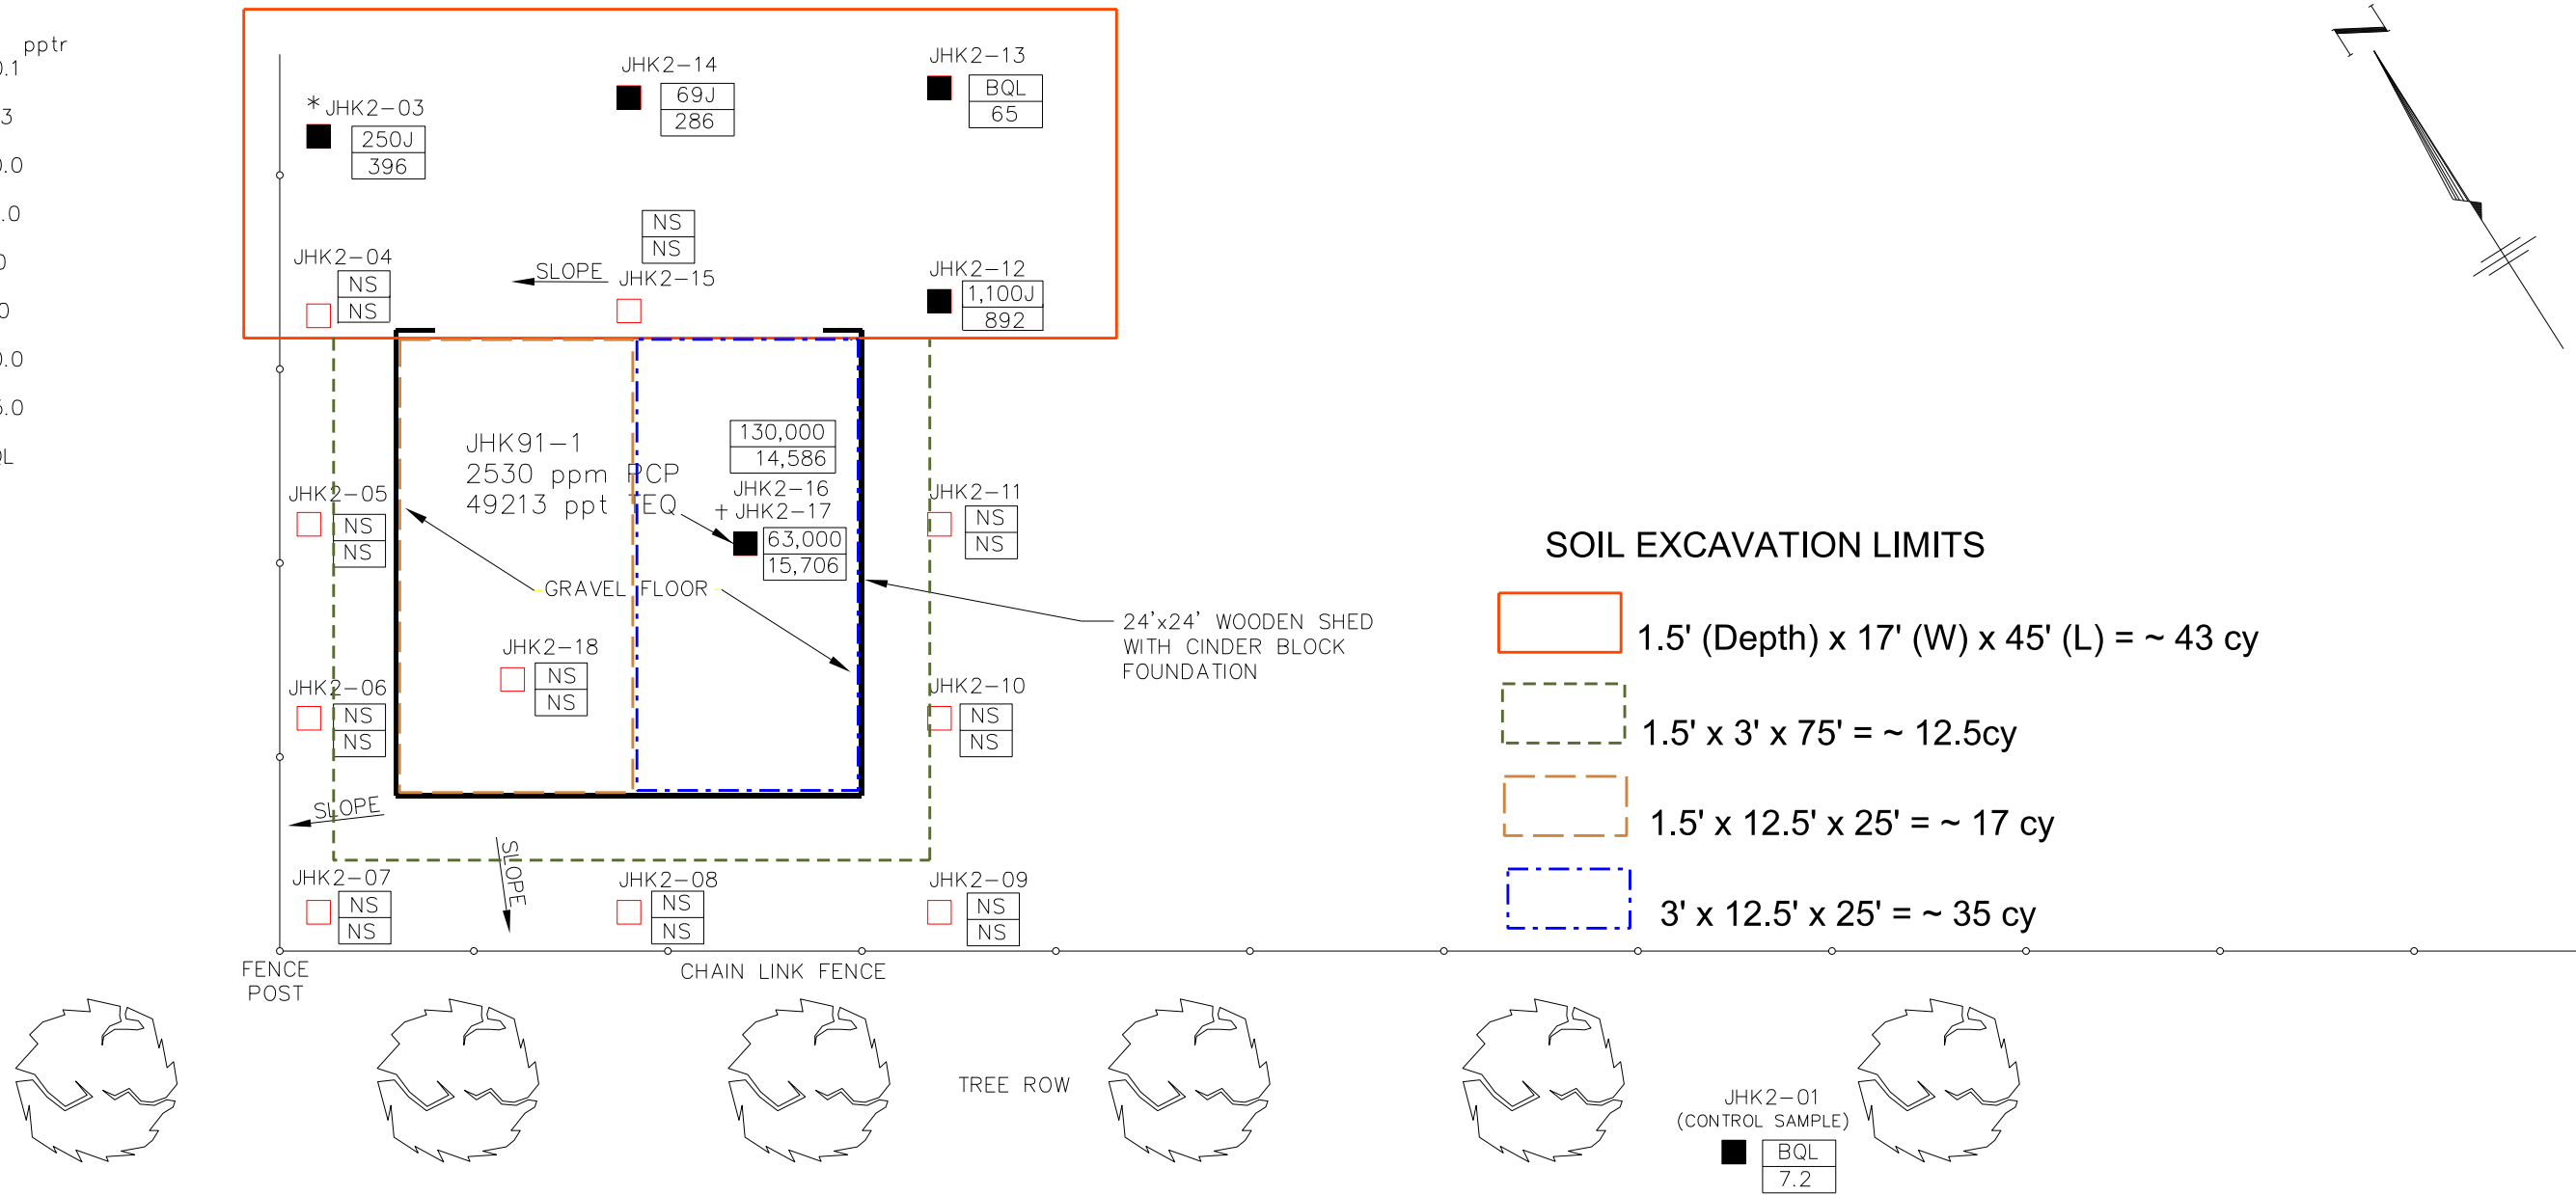 pptr
JHK2-14
69J
286
JHK2-13
BQL
65
* JHK2-03
250J
396
NS
NS
JHK2-04
NS
NS
SLOPE
JHK2-15
JHK2-12
1,100J
892
JHK91-1
2530 ppm PCP
49213 ppt TEQ
130,000
14,586
JHK2-16
† JHK2-17
63,000
15,706
JHK2-05
NS
NS
JHK2-11
NS
NS
GRAVEL FLOOR
24'x24' WOODEN SHED
WITH CINDER BLOCK
FOUNDATION
JHK2-18
NS
NS
JHK2-06
NS
NS
JHK2-10
NS
NS
SLOPE
SLOPE
JHK2-07
NS
NS
JHK2-08
NS
NS
JHK2-09
NS
NS
FENCE
POST
CHAIN LINK FENCE
TREE ROW
JHK2-01
(CONTROL SAMPLE)
BQL
7.2
SOIL EXCAVATION LIMITS
1.5' (Depth) x 17' (W) x 45' (L) = ~ 43 cy
1.5' x 3' x 75' = ~ 12.5cy
1.5' x 12.5' x 25' = ~ 17 cy
3' x 12.5' x 25' = ~ 35 cy